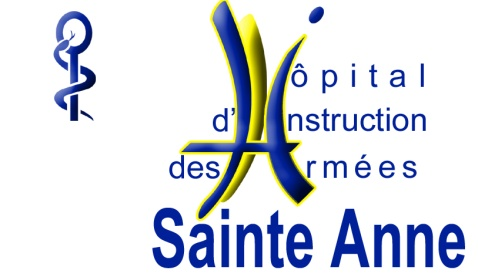 Hôpital
d'Instruction
des Armées
Sainte Anne